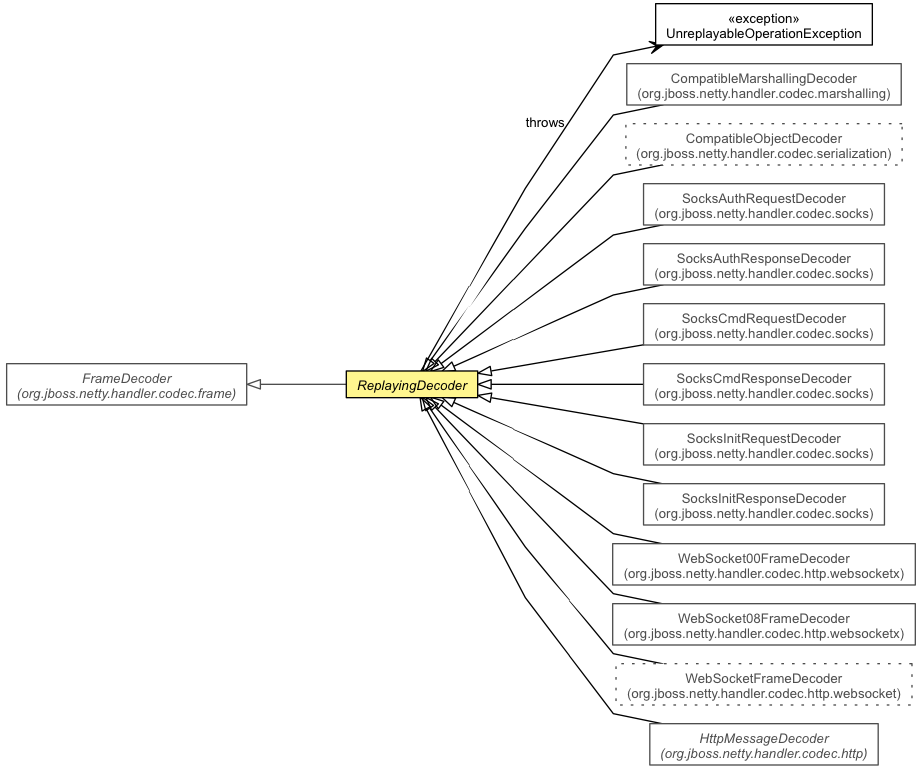 «exception»
UnreplayableOperationException
CompatibleMarshallingDecoder
(org.jboss.netty.handler.codec.marshalling)
throws
CompatibleObjectDecoder
(org.jboss.netty.handler.codec.serialization)
SocksAuthRequestDecoder
(org.jboss.netty.handler.codec.socks)
SocksAuthResponseDecoder
(org.jboss.netty.handler.codec.socks)
SocksCmdRequestDecoder
(org.jboss.netty.handler.codec.socks)
FrameDecoder
(org.jboss.netty.handler.codec.frame)
ReplayingDecoder
SocksCmdResponseDecoder
(org.jboss.netty.handler.codec.socks)
SocksInitRequestDecoder
(org.jboss.netty.handler.codec.socks)
SocksInitResponseDecoder
(org.jboss.netty.handler.codec.socks)
WebSocket00FrameDecoder
(org.jboss.netty.handler.codec.http.websocketx)
WebSocket08FrameDecoder
(org.jboss.netty.handler.codec.http.websocketx)
WebSocketFrameDecoder
(org.jboss.netty.handler.codec.http.websocket)
HttpMessageDecoder
(org.jboss.netty.handler.codec.http)